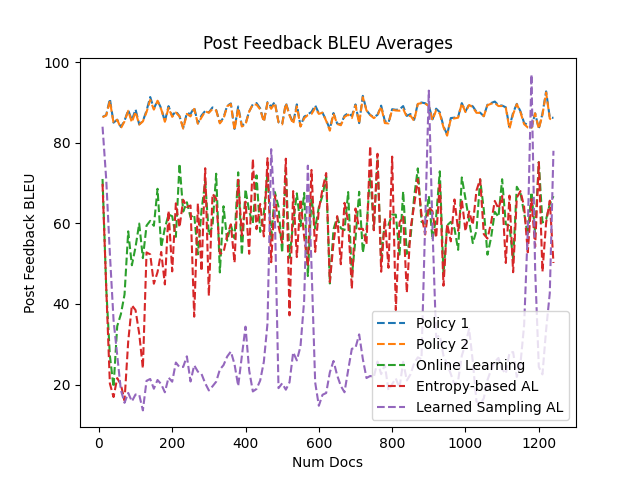 Post Feedback BLEU Averages
Post Feedback BLEU
100
80
60
40
20
0
200
400
600
800
1000
1200
Num Docs
Policy 1
Policy 2
Online Learning
Entropy-based AL
Learned Sampling AL